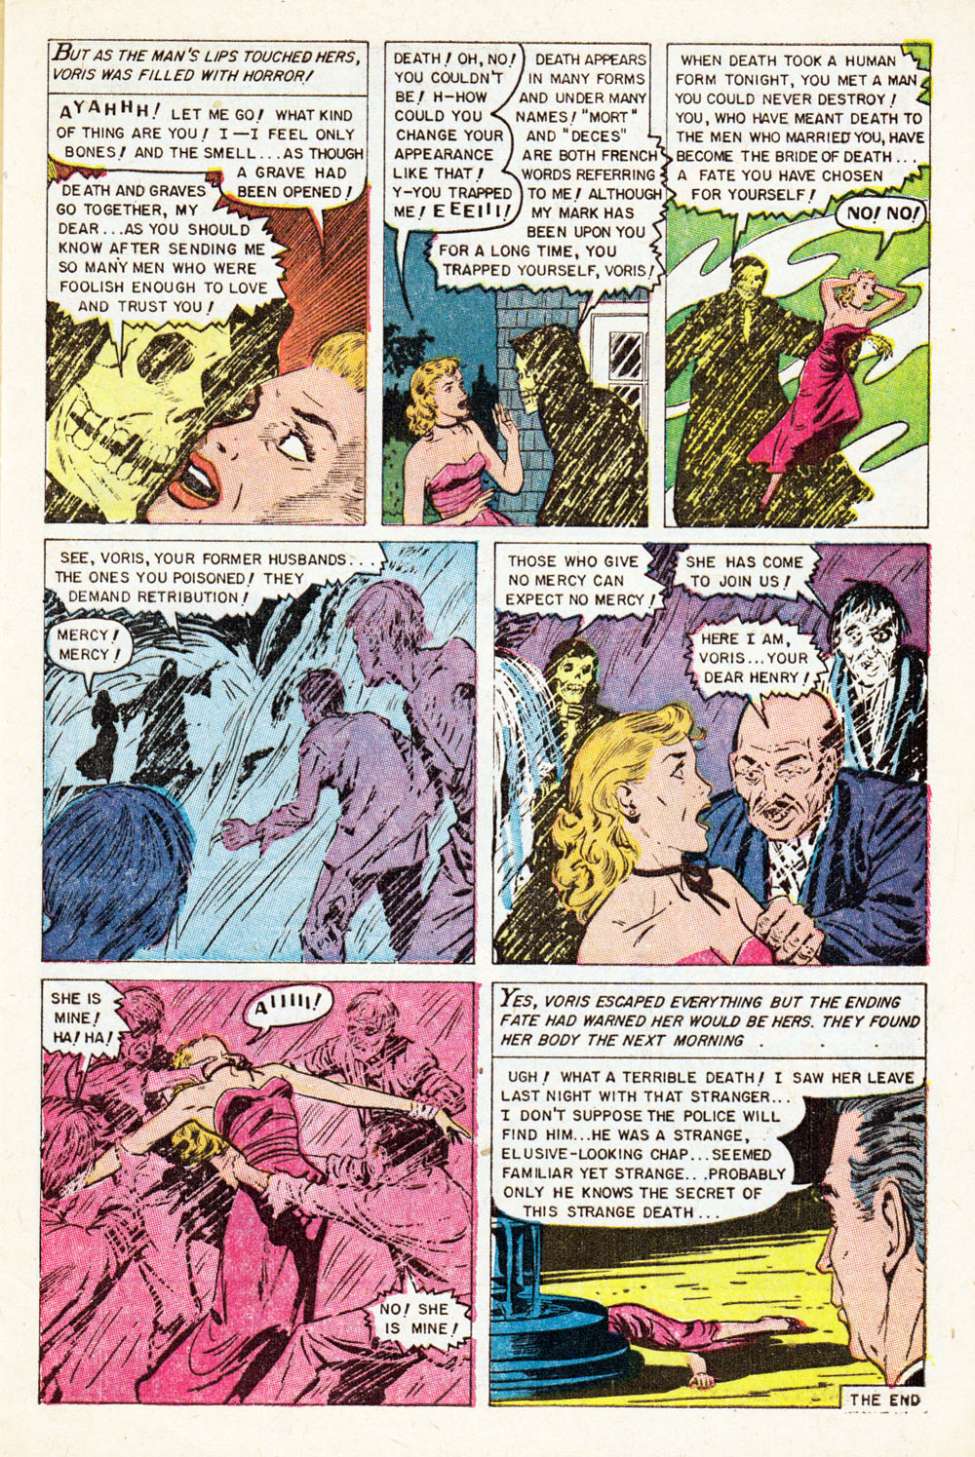 BUT AS THE MAN'S LIPS TOUCHED HERS,
VORIS WAS FILLED WITH HORROR!
AYAHHH! LET ME GO! WHAT KIND
OF THING ARE YOU! I—I FEEL ONLY
BONES! AND THE SMELL...AS THOUGH
A GRAVE HAD
BEEN OPENED!
DEATH AND GRAVES
GO TOGETHER, MY
DEAR...AS YOU SHOULD
KNOW AFTER SENDING ME
SO MANY MEN WHO WERE
FOOLISH ENOUGH TO LOVE
AND TRUST YOU!
DEATH! OH, NO!
YOU COULDN'T
BE! H-HOW
COULD YOU
CHANGE YOUR
APPEARANCE
LIKE THAT!
Y-YOU TRAPPED
ME! EEEIII!
DEATH APPEARS
IN MANY FORMS
AND UNDER MANY
NAMES! "MORT"
AND "DECES"
ARE BOTH FRENCH
WORDS REFERRING
TO ME! ALTHOUGH
MY MARK HAS
BEEN UPON YOU
FOR A LONG TIME, YOU
TRAPPED YOURSELF, VORIS!
WHEN DEATH TOOK A HUMAN
FORM TONIGHT, YOU MET A MAN
YOU COULD NEVER DESTROY!
YOU, WHO HAVE MEANT DEATH TO
THE MEN WHO MARRIED YOU, HAVE
BECOME THE BRIDE OF DEATH...
A FATE YOU HAVE CHOSEN
FOR YOURSELF!
NO! NO!
SEE, VORIS, YOUR FORMER HUSBANDS...
THE ONES YOU POISONED! THEY
DEMAND RETRIBUTION!
MERCY!
MERCY!
THOSE WHO GIVE
NO MERCY CAN
EXPECT NO MERCY!
SHE HAS COME
TO JOIN US!
HERE I AM,
VORIS...YOUR
DEAR HENRY!
SHE IS
MINE!
HA! HA!
AIIIII!
NO! SHE
IS MINE!
YES, VORIS ESCAPED EVERYTHING BUT THE ENDING
FATE HAD WARNED HER WOULD BE HERS. THEY FOUND
HER BODY THE NEXT MORNING . . .
UGH! WHAT A TERRIBLE DEATH! I SAW HER LEAVE
LAST NIGHT WITH THAT STRANGER...
I DON'T SUPPOSE THE POLICE WILL
FIND HIM...HE WAS A STRANGE,
ELUSIVE-LOOKING CHAP...SEEMED
FAMILIAR YET STRANGE...PROBABLY
ONLY HE KNOWS THE SECRET OF
THIS STRANGE DEATH...
THE END